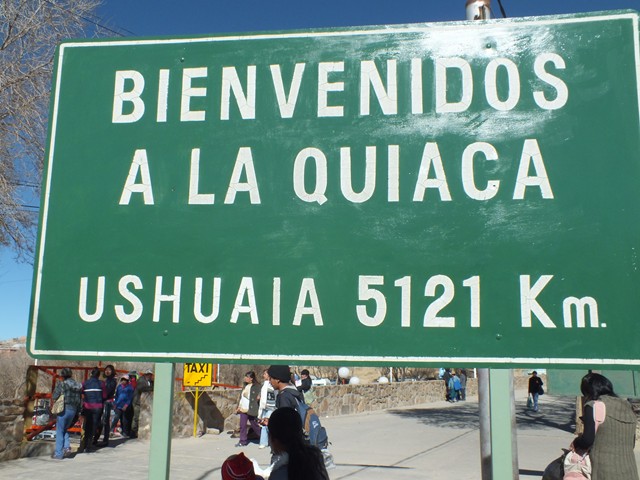 BIENVENIDOS
A LA QUIACA
USHUAIA 5121 Km.
TAXI